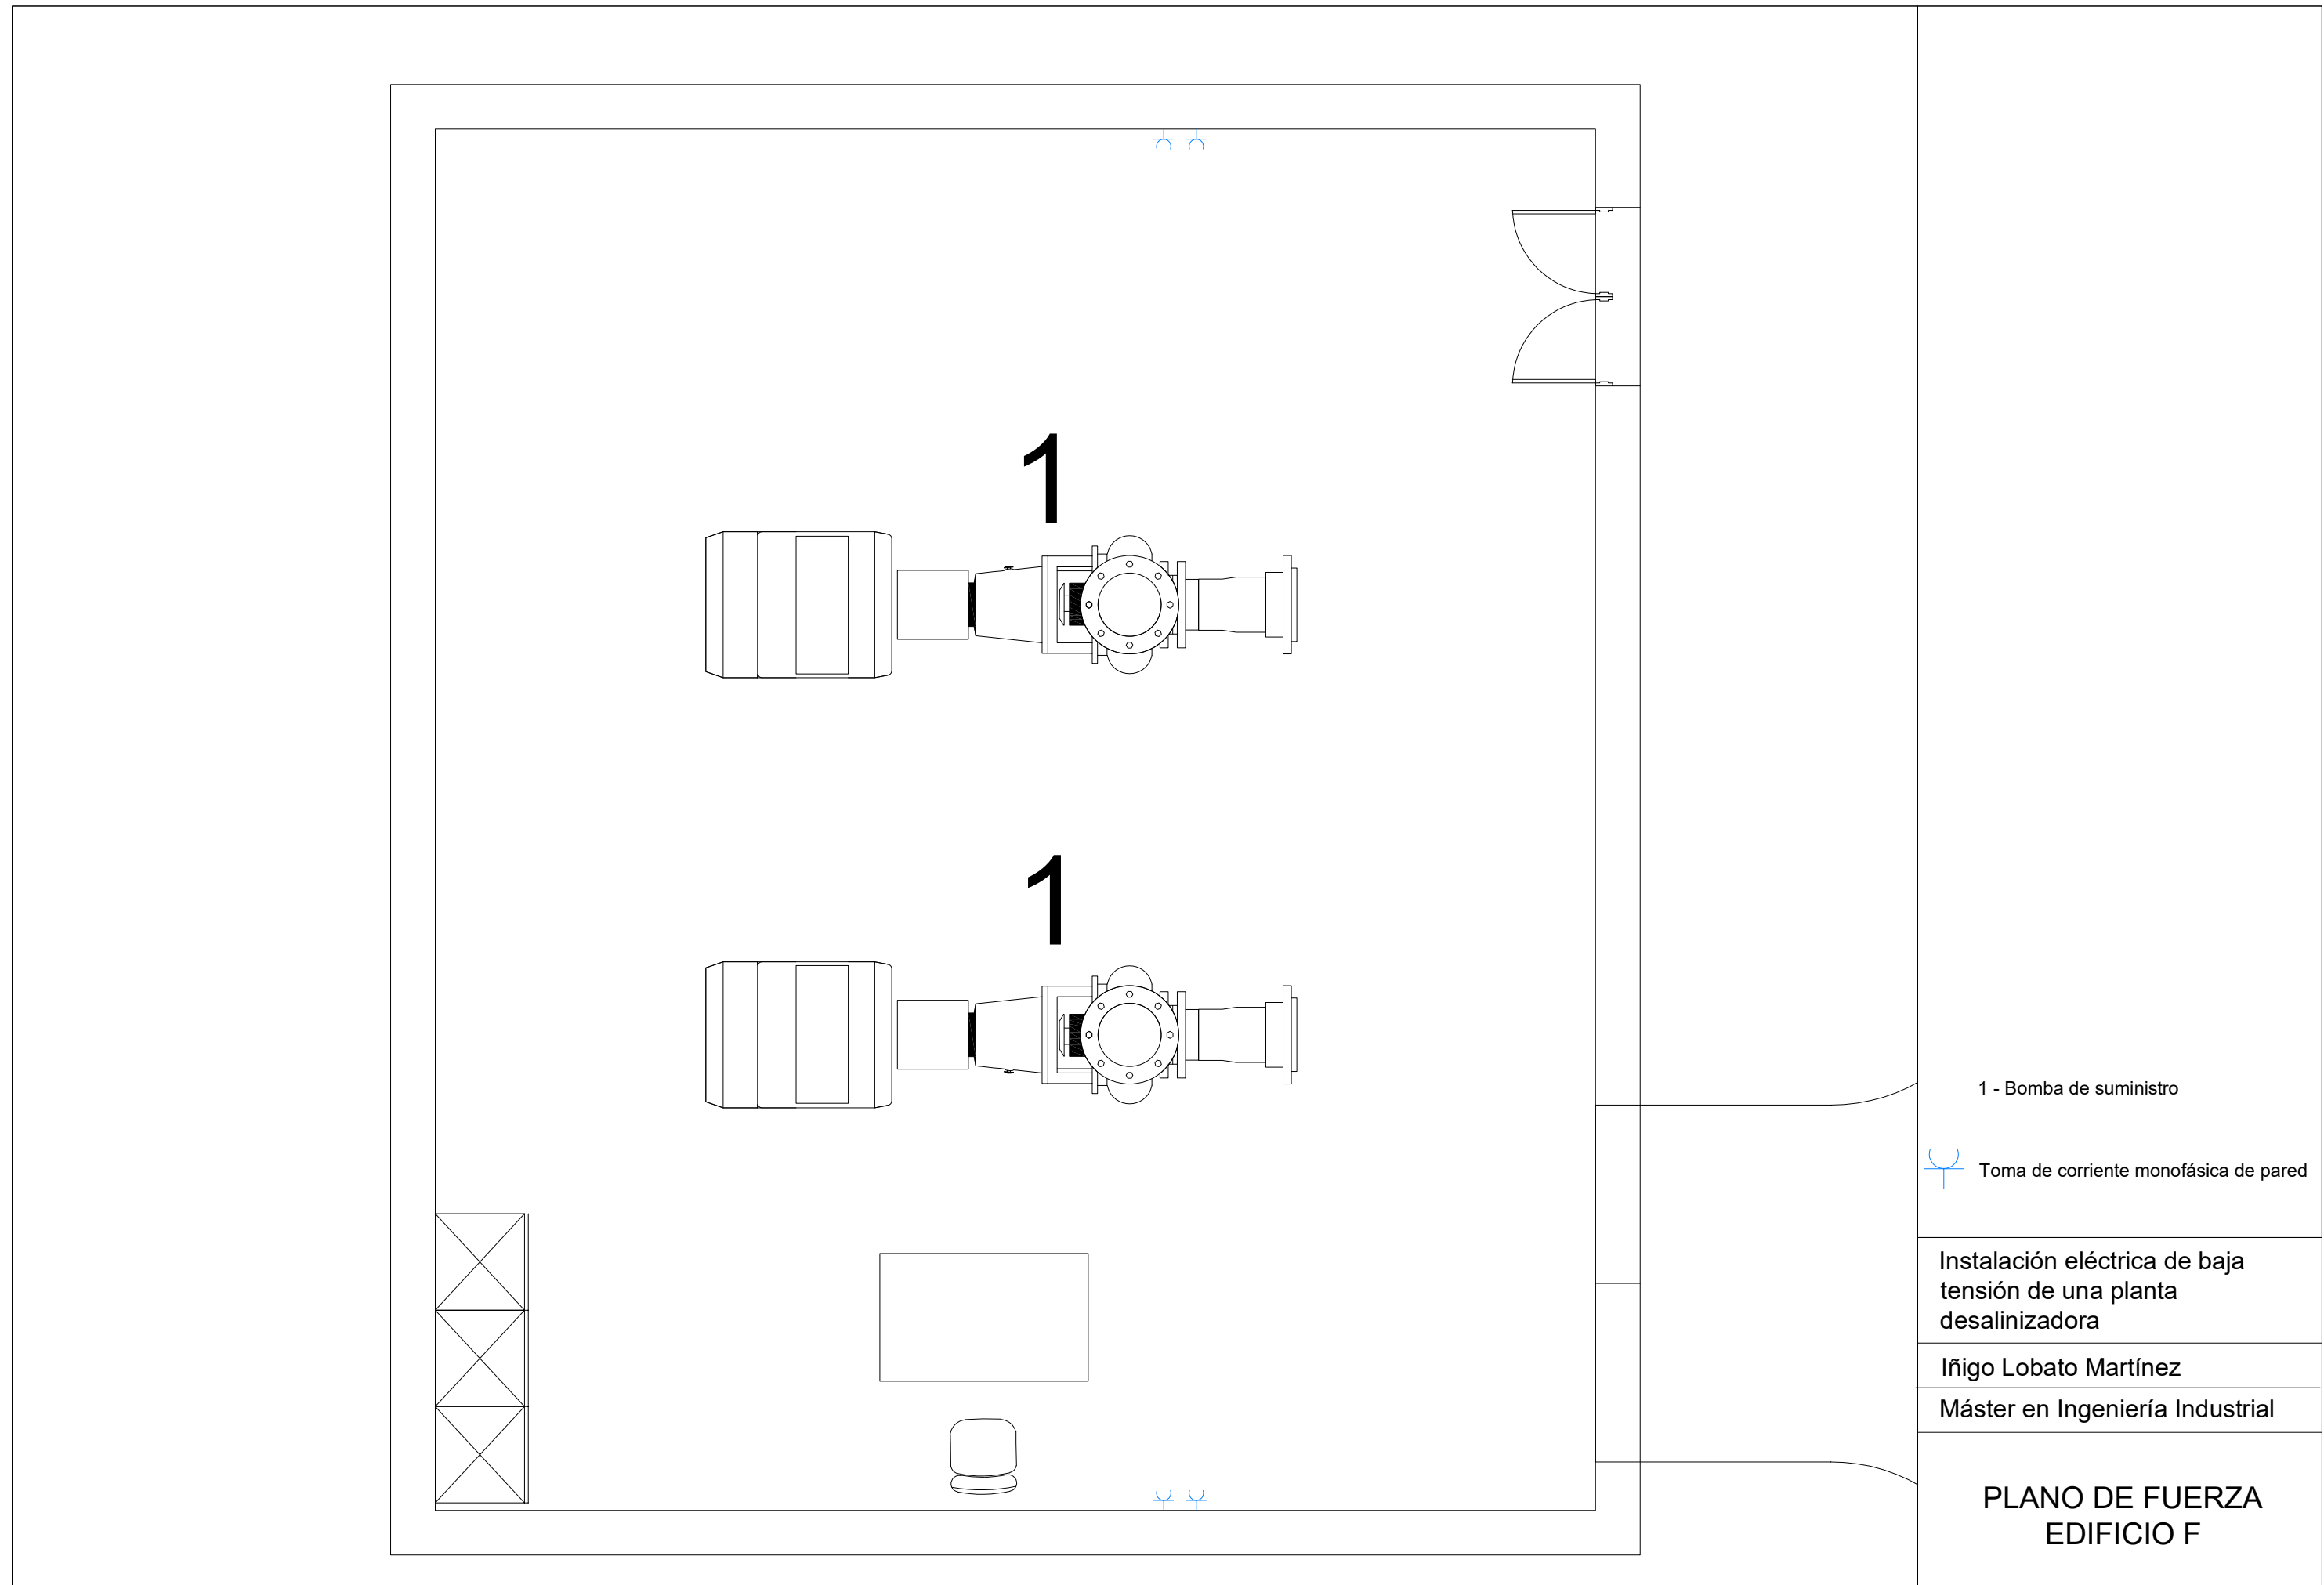 1
1
1 - Bomba de suministro
Toma de corriente monofásica de pared
Instalación eléctrica de baja
tensión de una planta
desalinizadora
Iñigo Lobato Martínez
Máster en Ingeniería Industrial
PLANO DE FUERZA
EDIFICIO F